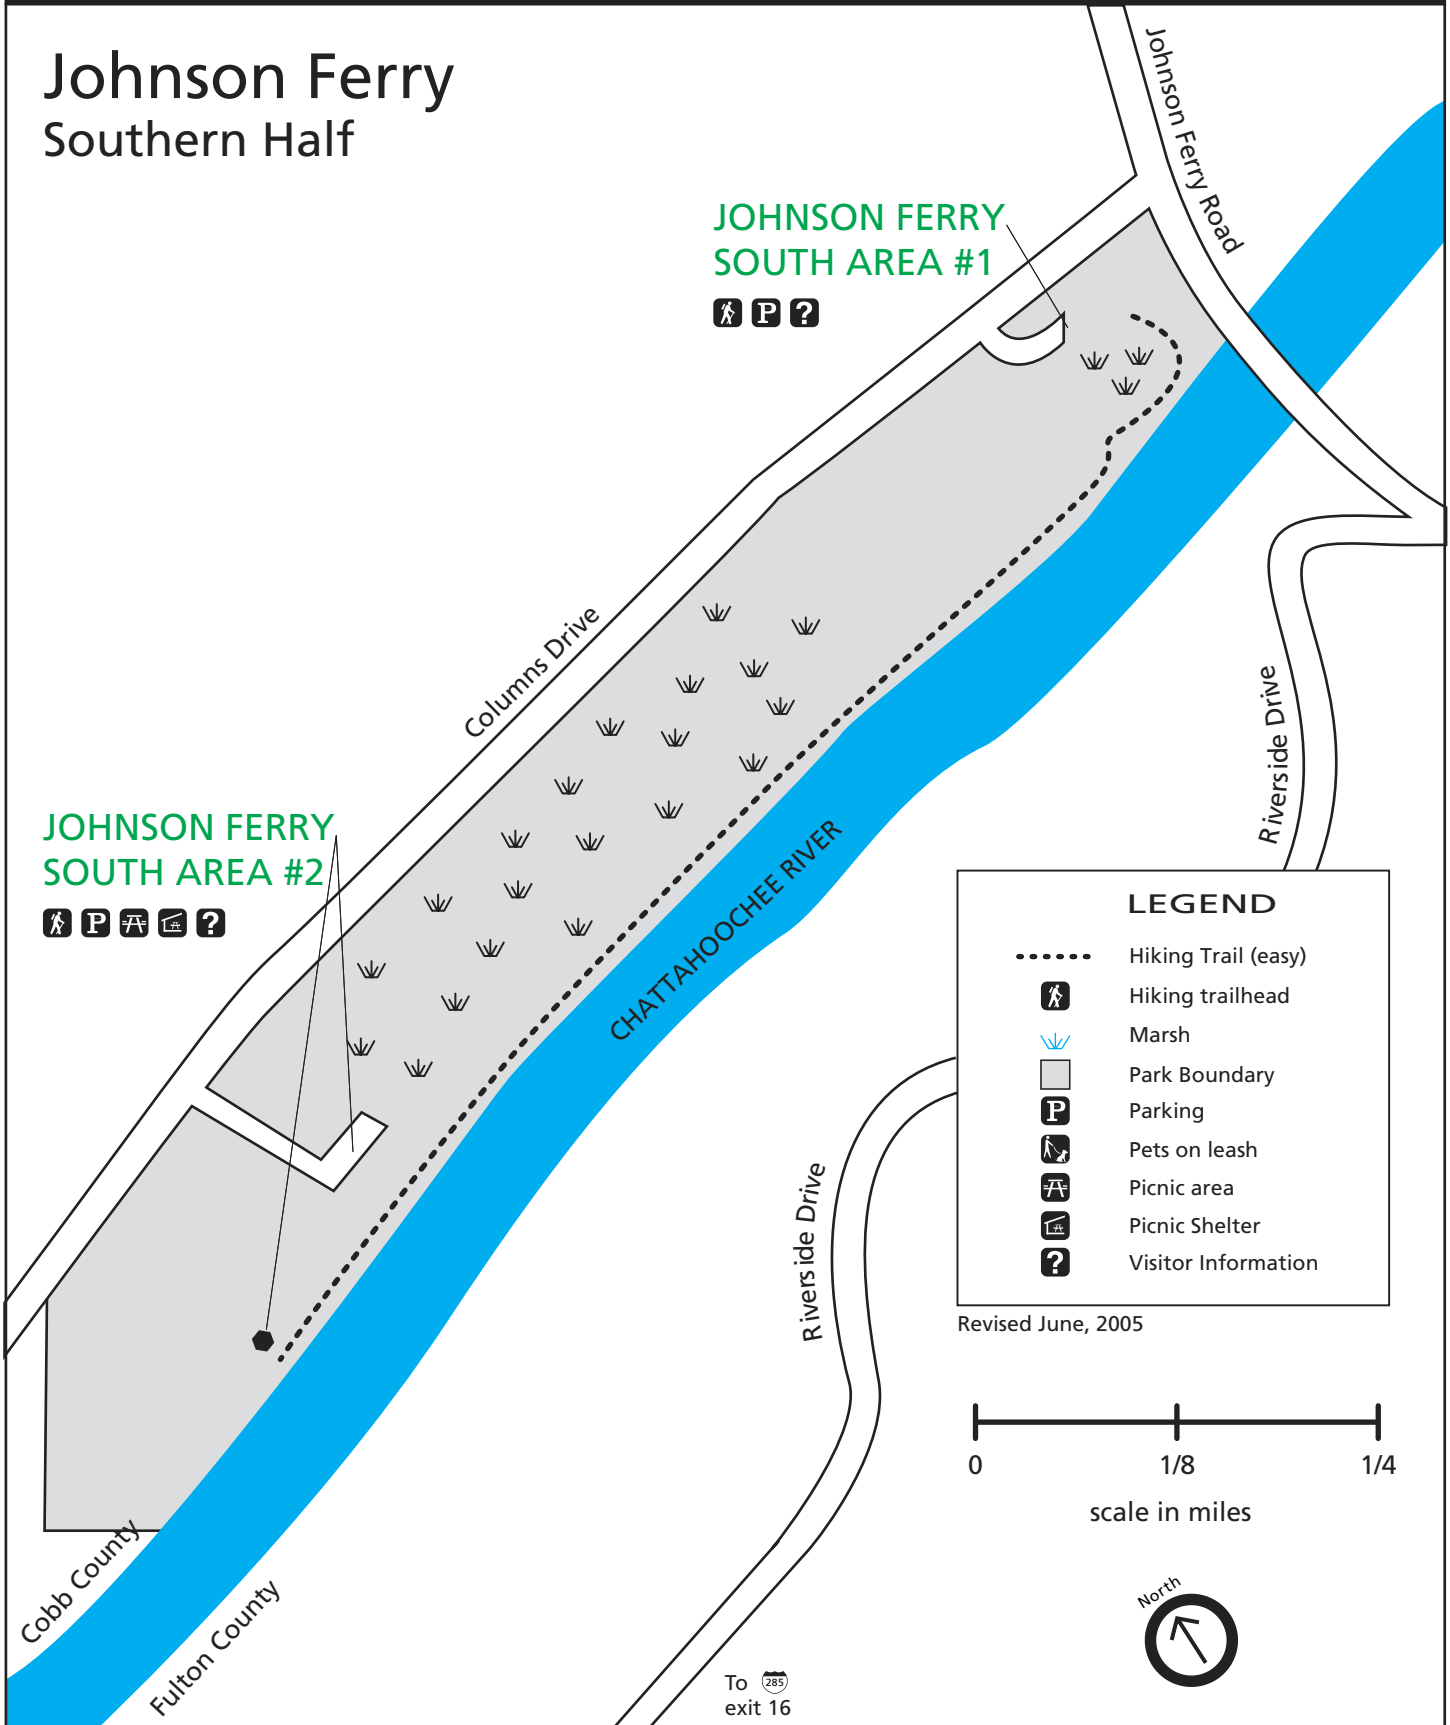 Johnson Ferry
Southern Half
Johnson Ferry Road
JOHNSON FERRY
SOUTH AREA #1
P ?
Columns Drive
Riverside Drive
JOHNSON FERRY
SOUTH AREA #2
P ?
CHATTAHOOCHEE RIVER
LEGEND
Hiking Trail (easy)
Hiking trailhead
Marsh
Park Boundary
P Parking
Pets on leash
Picnic area
Picnic Shelter
? Visitor Information
Revised June, 2005
Riverside Drive
0 1/8 1/4
scale in miles
North
Cobb County
Fulton County
To 285
exit 16